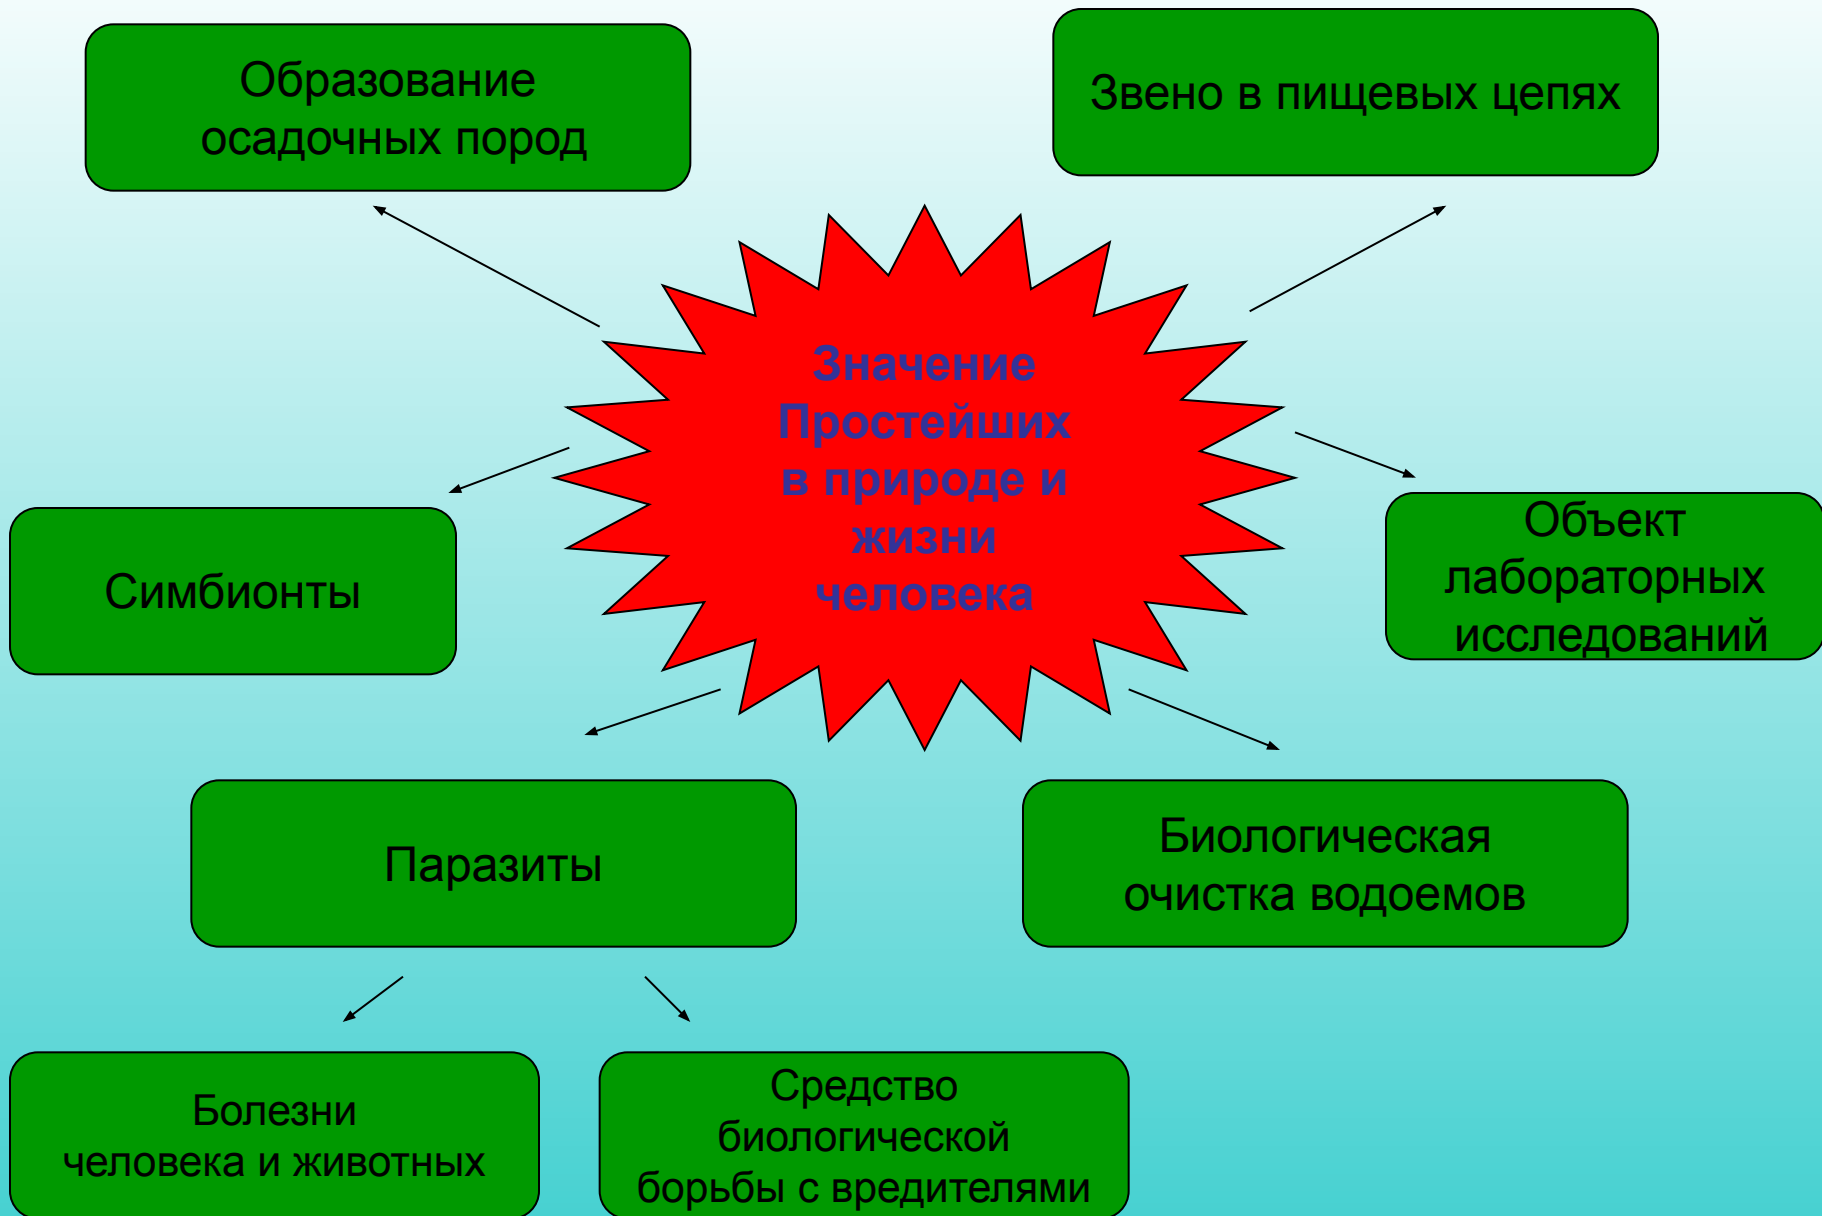 Образование
осадочных пород
Звено в пищевых цепях
Значение
Простейших
в природе и
жизни
человека
Симбионты
Объект
лабораторных
исследований
Паразиты
Биологическая
очистка водоемов
Болезни
человека и животных
Средство
биологической
борьбы с вредителями